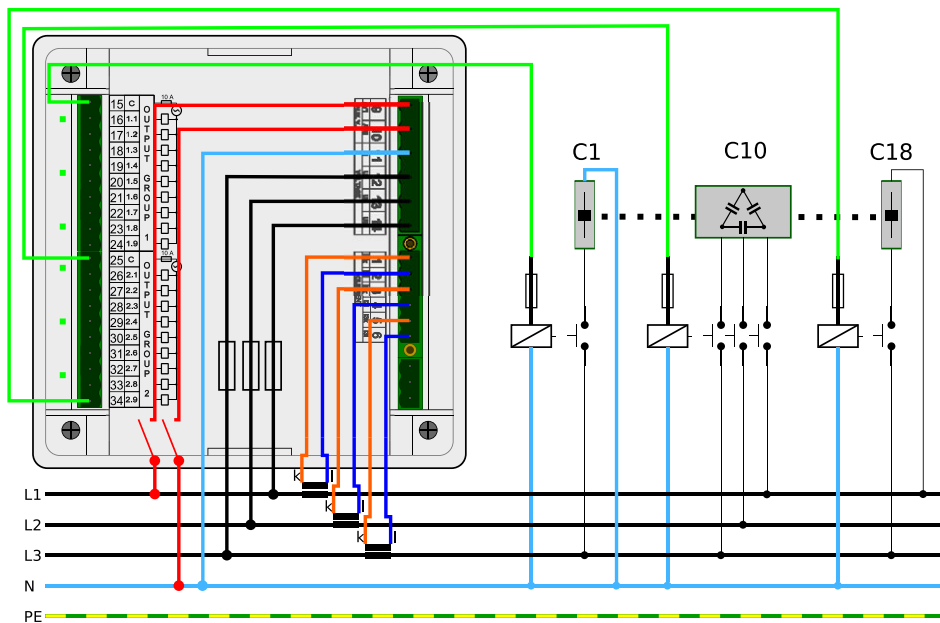 10 A
15 C
16 1.1
17 1.2
18 1.3
19 1.4
20 1.5
21 1.6
22 1.7
23 1.8
24 1.9
OUTPUT GROUP 1
10 A
25 C
26 2.1
27 2.2
28 2.3
29 2.4
30 2.5
31 2.6
32 2.7
33 2.8
34 2.9
OUTPUT GROUP 2
C1
C10
C18
k l
k l
k l
L1
L2
L3
N
PE